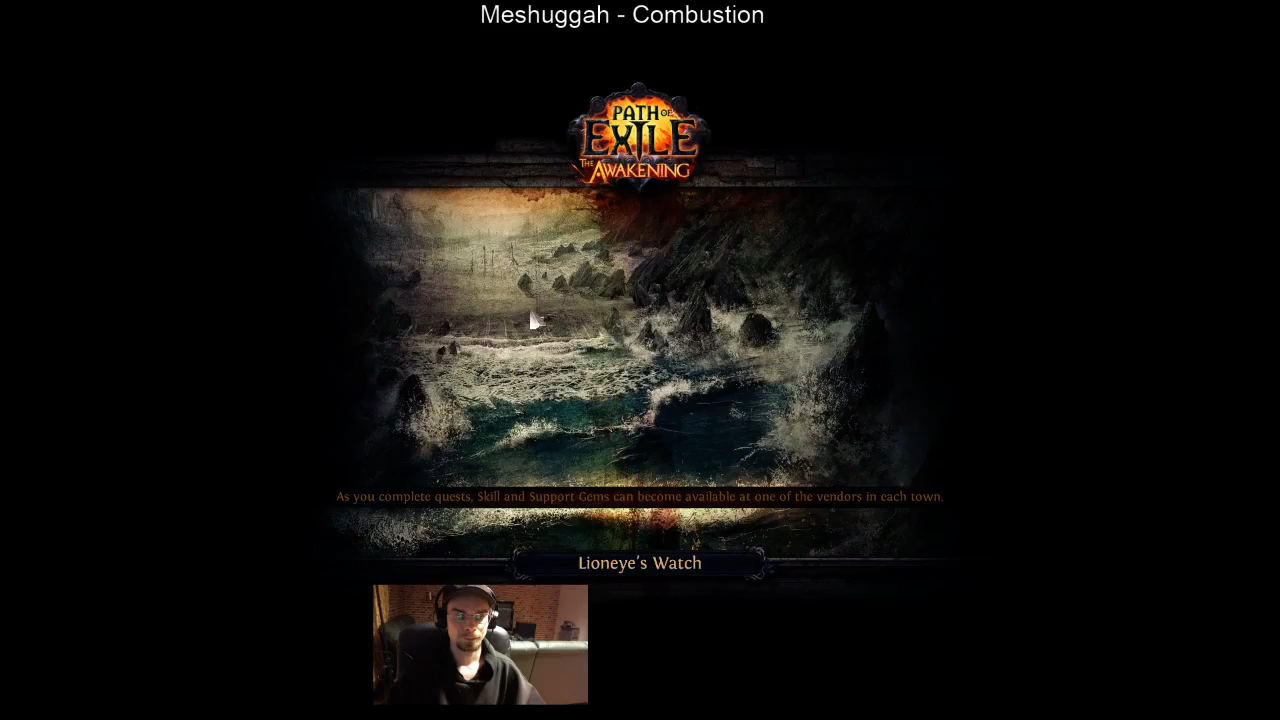 Meshuggah - Combustion
PATH OF
EXILE
THE AWAKENING
As you complete quests, Skill and Support Gems can become available at one of the vendors in each town.
Lioneye's Watch